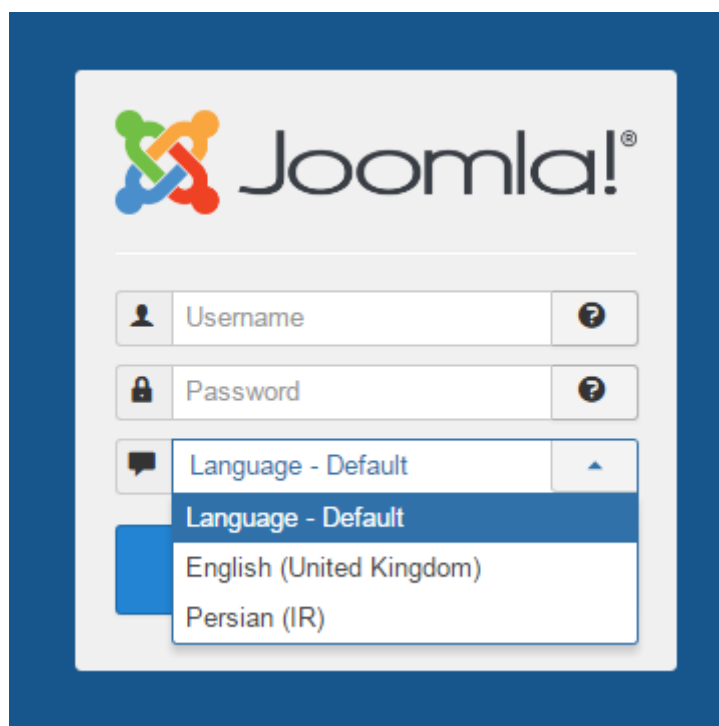 Joomla!®
Username
Password
Language - Default
Language - Default
English (United Kingdom)
Persian (IR)